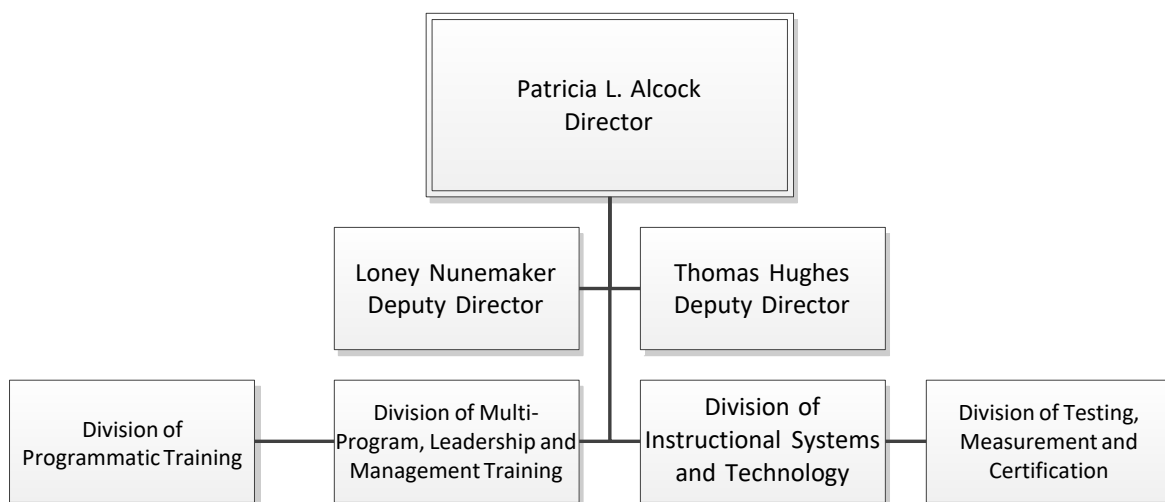 Patricia L. Alcock
Director
Loney Nunemaker
Deputy Director
Thomas Hughes
Deputy Director
Division of
Programmatic Training
Division of Multi-
Program, Leadership and
Management Training
Division of
Instructional Systems
and Technology
Division of Testing,
Measurement and
Certification